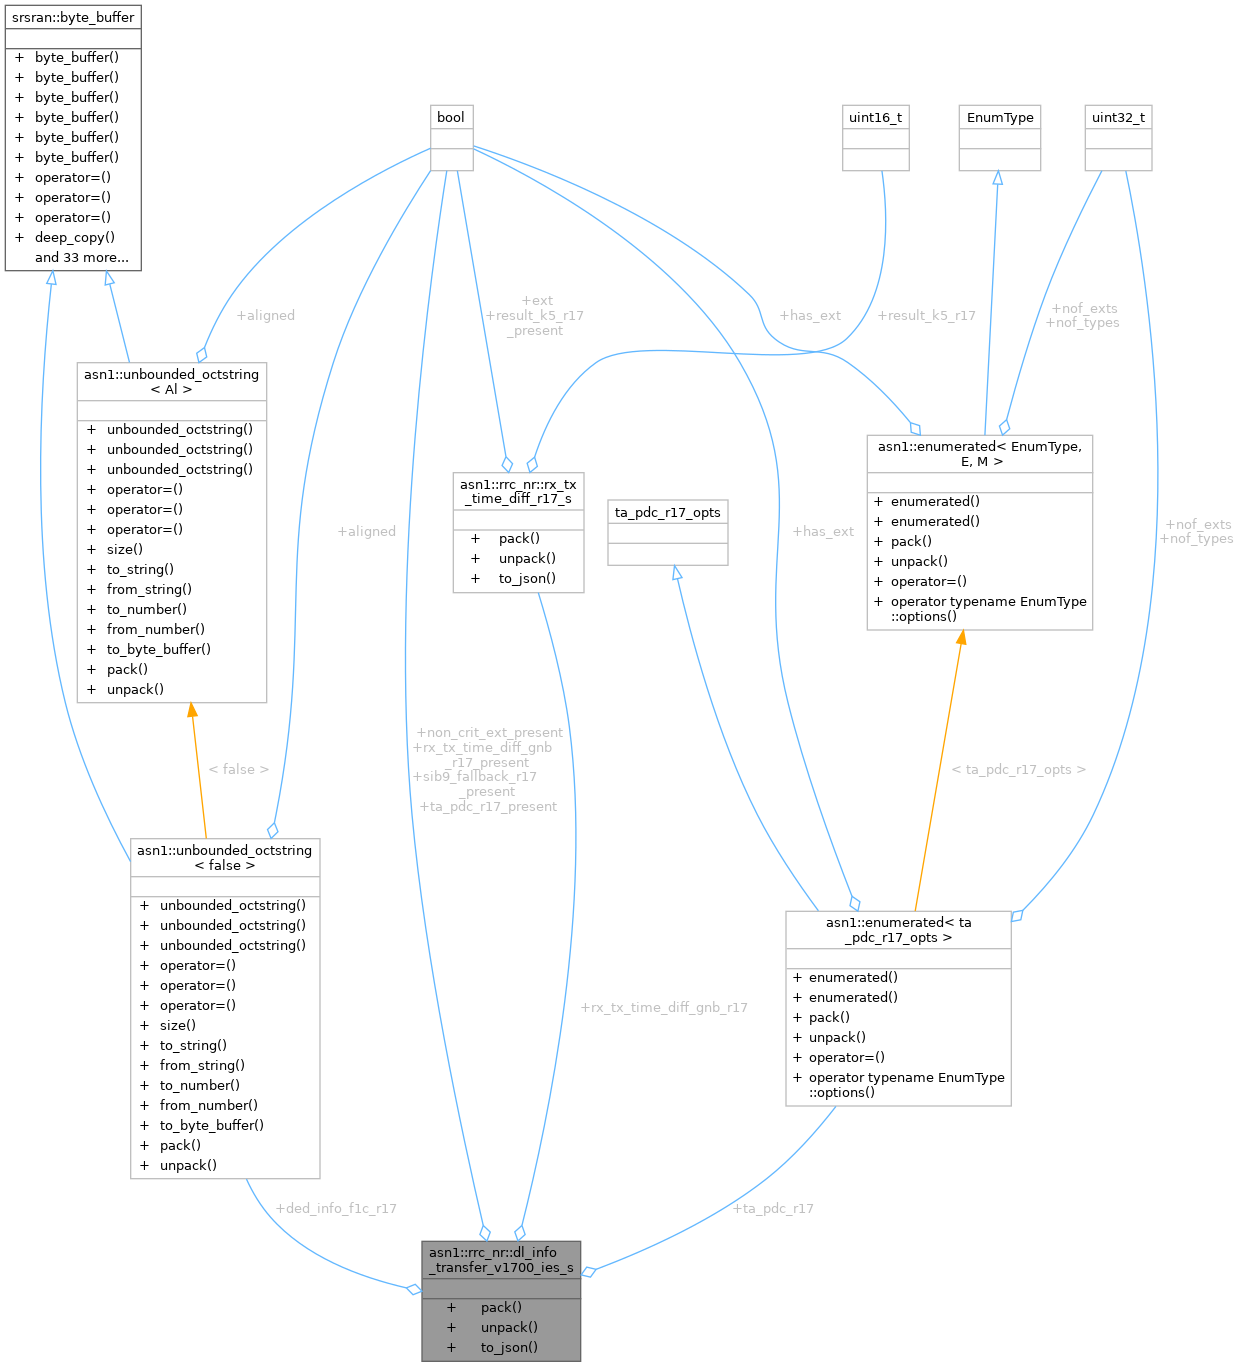 srsran::byte_buffer
+ byte_buffer()
+ byte_buffer()
+ byte_buffer()
+ byte_buffer()
+ byte_buffer()
+ byte_buffer()
+ operator=()
+ operator=()
+ operator=()
+ deep_copy()
and 33 more...
bool
uint16_t
EnumType
uint32_t
+aligned
+ext
+result_k5_r17
_present
+has_ext
+result_k5_r17
+nof_exts
+nof_types
asn1::unbounded_octstring
< Al >
+ unbounded_octstring()
+ unbounded_octstring()
+ unbounded_octstring()
+ operator=()
+ operator=()
+ operator=()
+ size()
+ to_string()
+ from_string()
+ to_number()
+ from_number()
+ to_byte_buffer()
+ pack()
+ unpack()
+aligned
asn1::rrc_nr::rx_tx
_time_diff_r17_s
+ pack()
+ unpack()
+ to_json()
ta_pdc_r17_opts
+has_ext
asn1::enumerated< EnumType,
E, M >
+ enumerated()
+ enumerated()
+ pack()
+ unpack()
+ operator=()
+ operator typename EnumType
::options()
+nof_exts
+nof_types
< false >
+non_crit_ext_present
+rx_tx_time_diff_gnb
_r17_present
+sib9_fallback_r17
_present
+ta_pdc_r17_present
< ta_pdc_r17_opts >
asn1::unbounded_octstring
< false >
+ unbounded_octstring()
+ unbounded_octstring()
+ unbounded_octstring()
+ operator=()
+ operator=()
+ operator=()
+ size()
+ to_string()
+ from_string()
+ to_number()
+ from_number()
+ to_byte_buffer()
+ pack()
+ unpack()
+rx_tx_time_diff_gnb_r17
asn1::enumerated< ta
_pdc_r17_opts >
+ enumerated()
+ enumerated()
+ pack()
+ unpack()
+ operator=()
+ operator typename EnumType
::options()
+ded_info_f1c_r17
+ta_pdc_r17
asn1::rrc_nr::dl_info
_transfer_v1700_ies_s
+ pack()
+ unpack()
+ to_json()